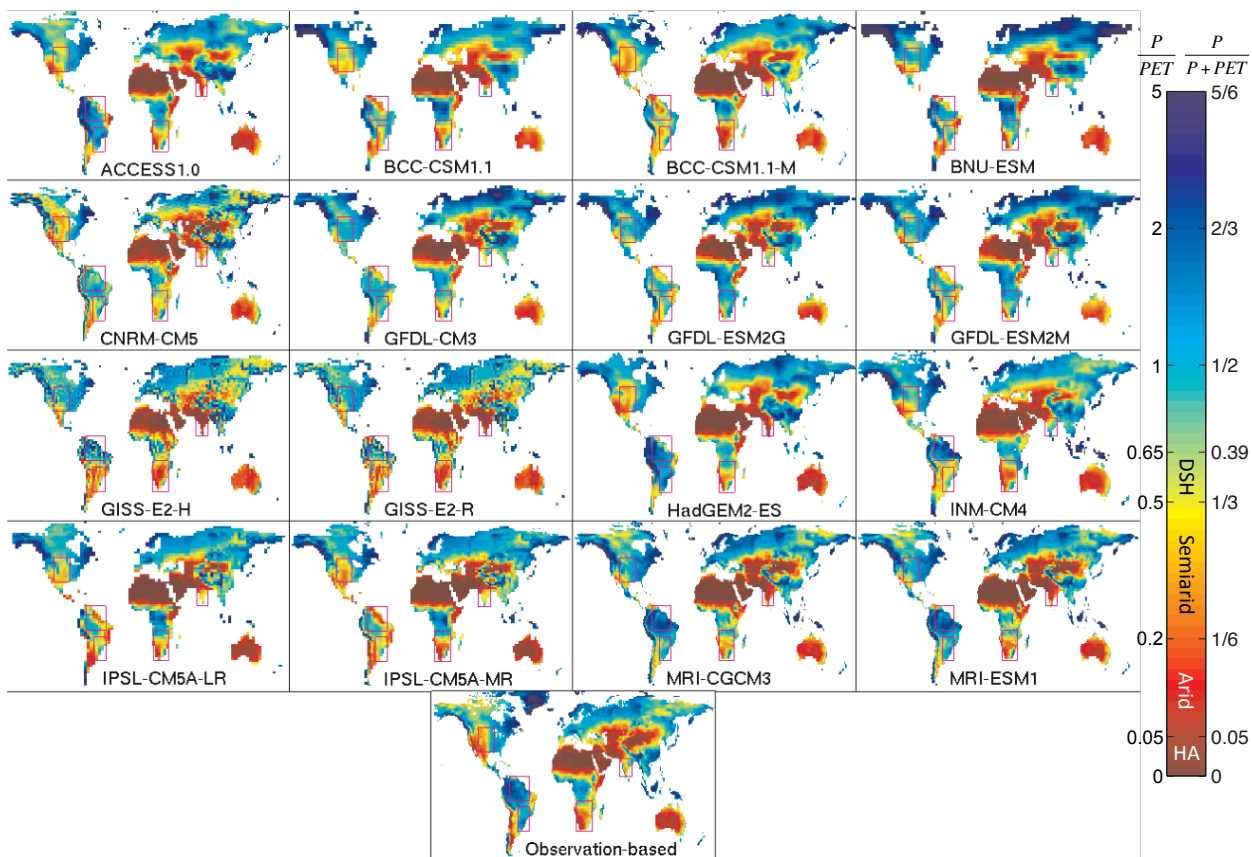 ACCESS1.0
BCC-CSM1.1
BCC-CSM1.1-M
BNU-ESM
CNRM-CM5
GFDL-CM3
GFDL-ESM2G
GFDL-ESM2M
GISS-E2-H
GISS-E2-R
HadGEM2-ES
INM-CM4
IPSL-CM5A-LR
IPSL-CM5A-MR
MRI-CGCM3
MRI-ESM1
Observation-based
P/PET
P/P + PET
5
5/6
2
2/3
1
1/2
0.65
0.39
0.5
1/3
0.2
1/6
0.05
0.05
0
0
DSH
Semiarid
Arid
HA